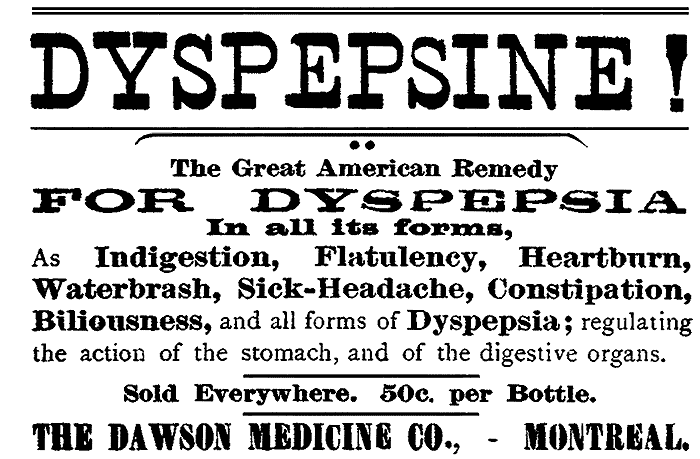 DYSPEPSINE!
The Great American Remedy
FOR DYSPEPSIA
In all its forms,
As Indigestion, Flatulency, Heartburn,
Waterbrash, Sick-Headache, Constipation,
Biliousness, and all forms of Dyspepsia; regulating
the action of the stomach, and of the digestive organs.
Sold Everywhere. 50c. per Bottle.
THE DAWSON MEDICINE CO., - MONTREAL.